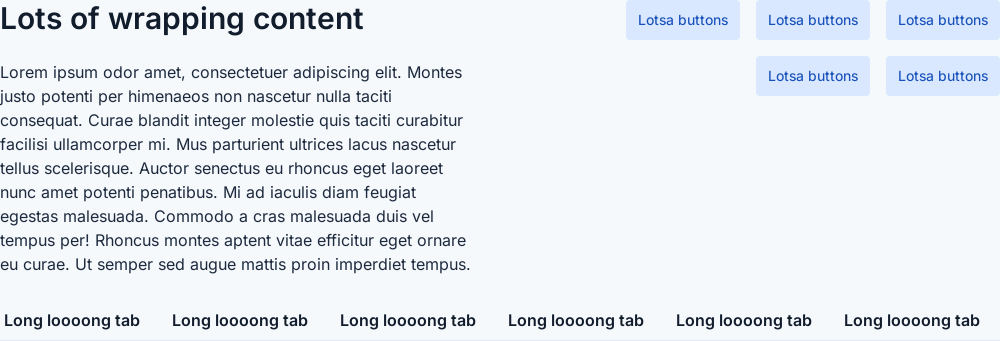 Lots of wrapping content
Lotsa buttons Lotsa buttons Lotsa buttons
Lotsa buttons Lotsa buttons
Lorem ipsum odor amet, consectetuer adipiscing elit. Montes
justo potenti per himenaeos non nascetur nulla taciti
consequat. Curae blandit integer molestie quis taciti curabitur
facilisi ullamcorper mi. Mus parturient ultrices lacus nascetur
tellus scelerisque. Auctor senectus eu rhoncus eget laoreet
nunc amet potenti penatibus. Mi ad iaculis diam feugiat
egestas malesuada. Commodo a cras malesuada duis vel
tempus per! Rhoncus montes aptent vitae efficitur eget ornare
eu curae. Ut semper sed augue mattis proin imperdiet tempus.
Long loooong tab Long loooong tab Long loooong tab Long loooong tab Long loooong tab Long loooong tab